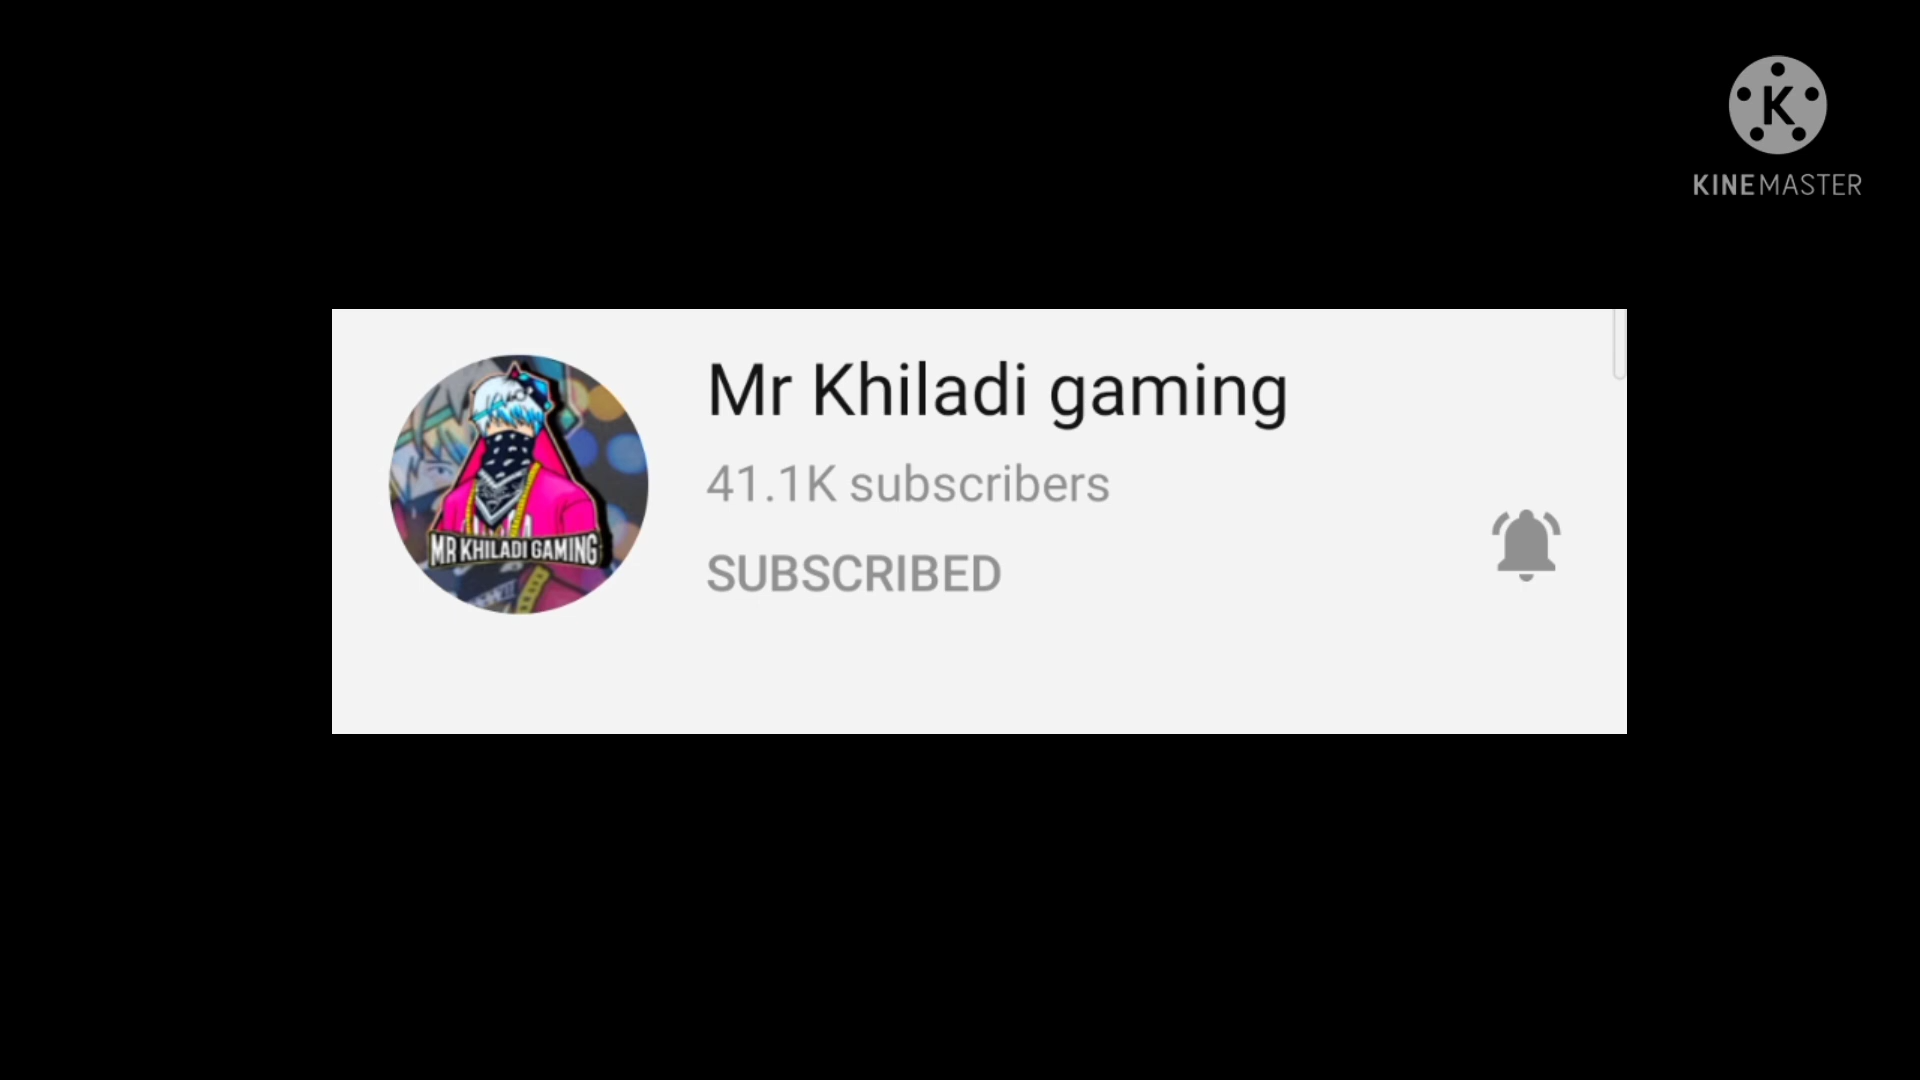 K
KINEMASTER
Mr Khiladi gaming
41.1K subscribers
SUBSCRIBED
MR KHILADI GAMING